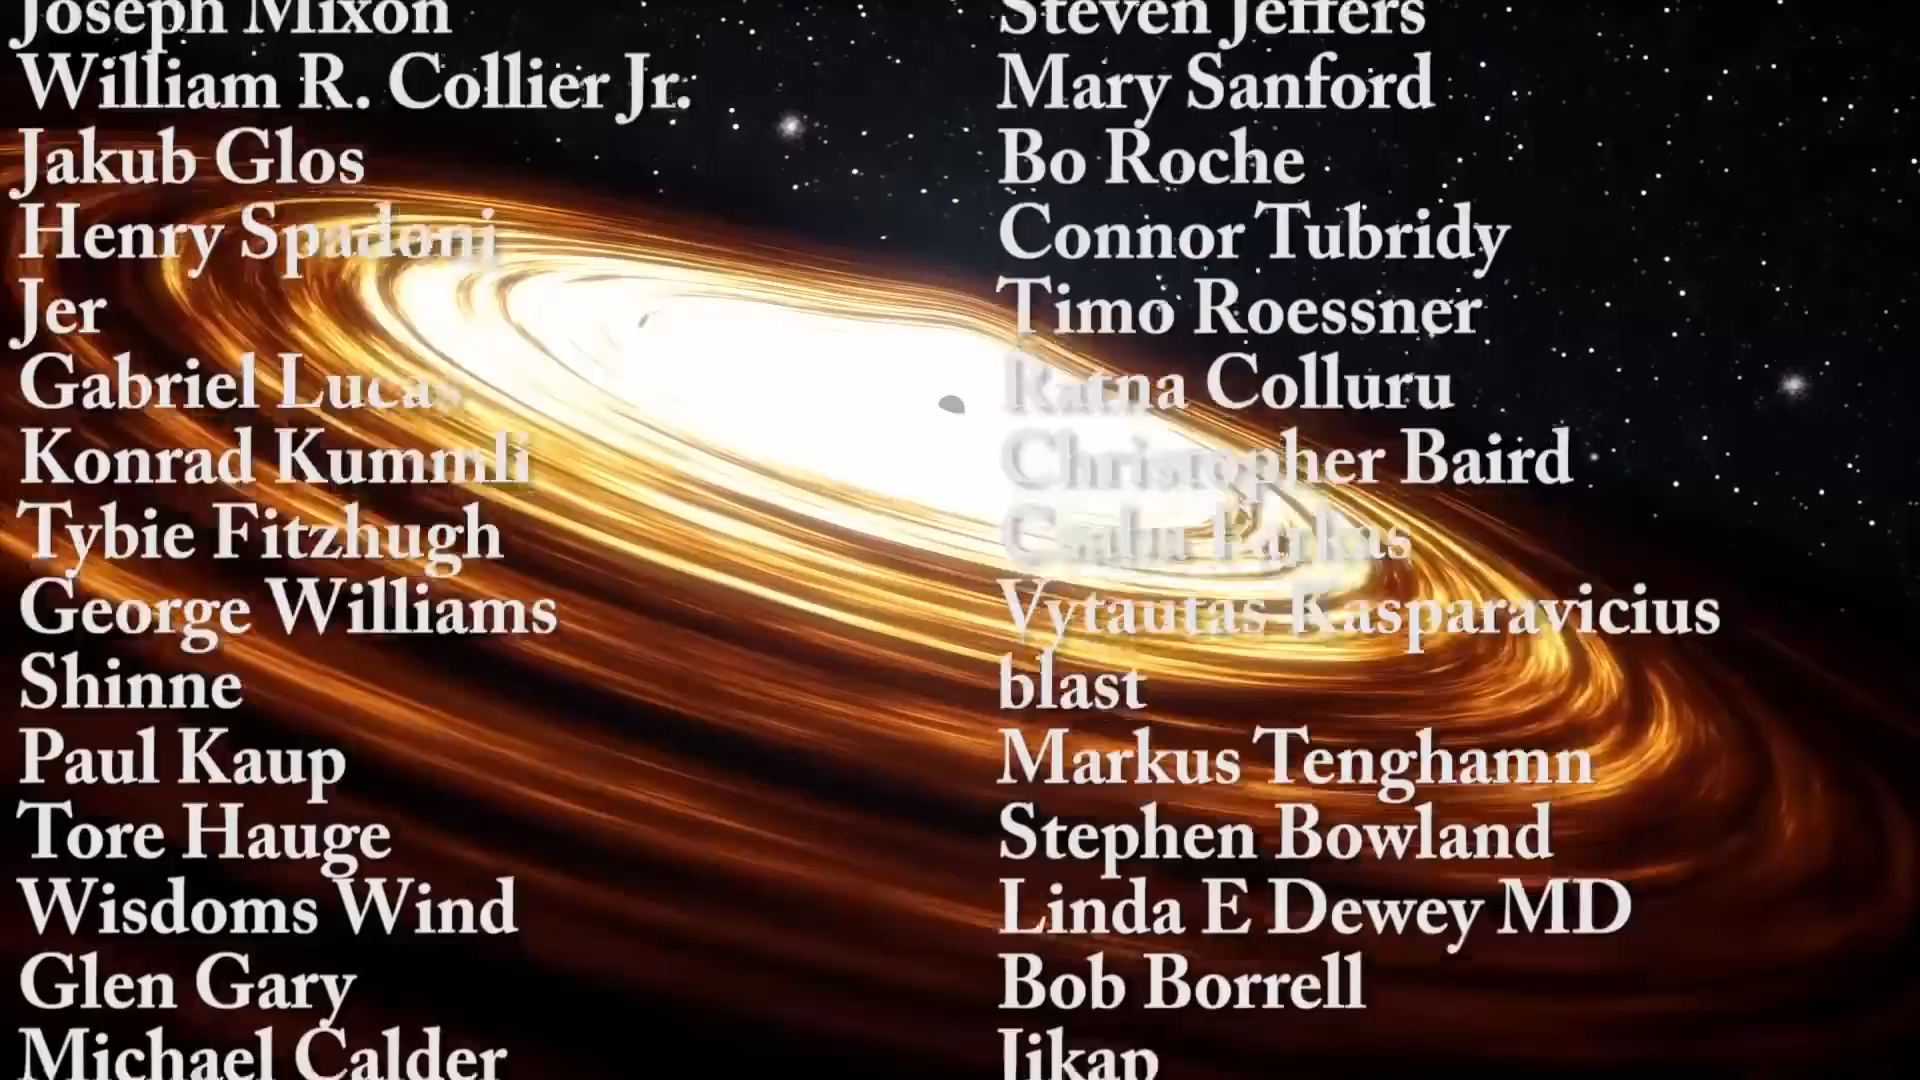 Joseph Mixon
William R. Collier Jr.
Jakub Glos
Henry Spadoni
Jer
Gabriel Lucas
Konrad Kummli
Tybie Fitzhugh
George Williams
Shinne
Paul Kaup
Tore Hauge
Wisdoms Wind
Glen Gary
Michael Calder
Steven Jeffers
Mary Sanford
Bo Roche
Connor Tubridy
Timo Roessner
Ratna Colluru
Christopher Baird
Csaba Farkas
Vytautas Kasparavicius
blast
Markus Tenghamn
Stephen Bowland
Linda E Dewey MD
Bob Borrell
Jikap